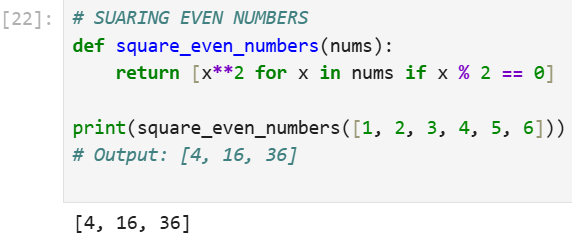 [22]: # SUARING EVEN NUMBERS
def square_even_numbers(nums):
    return [x**2 for x in nums if x % 2 == 0]

print(square_even_numbers([1, 2, 3, 4, 5, 6]))
# Output: [4, 16, 36]

[4, 16, 36]